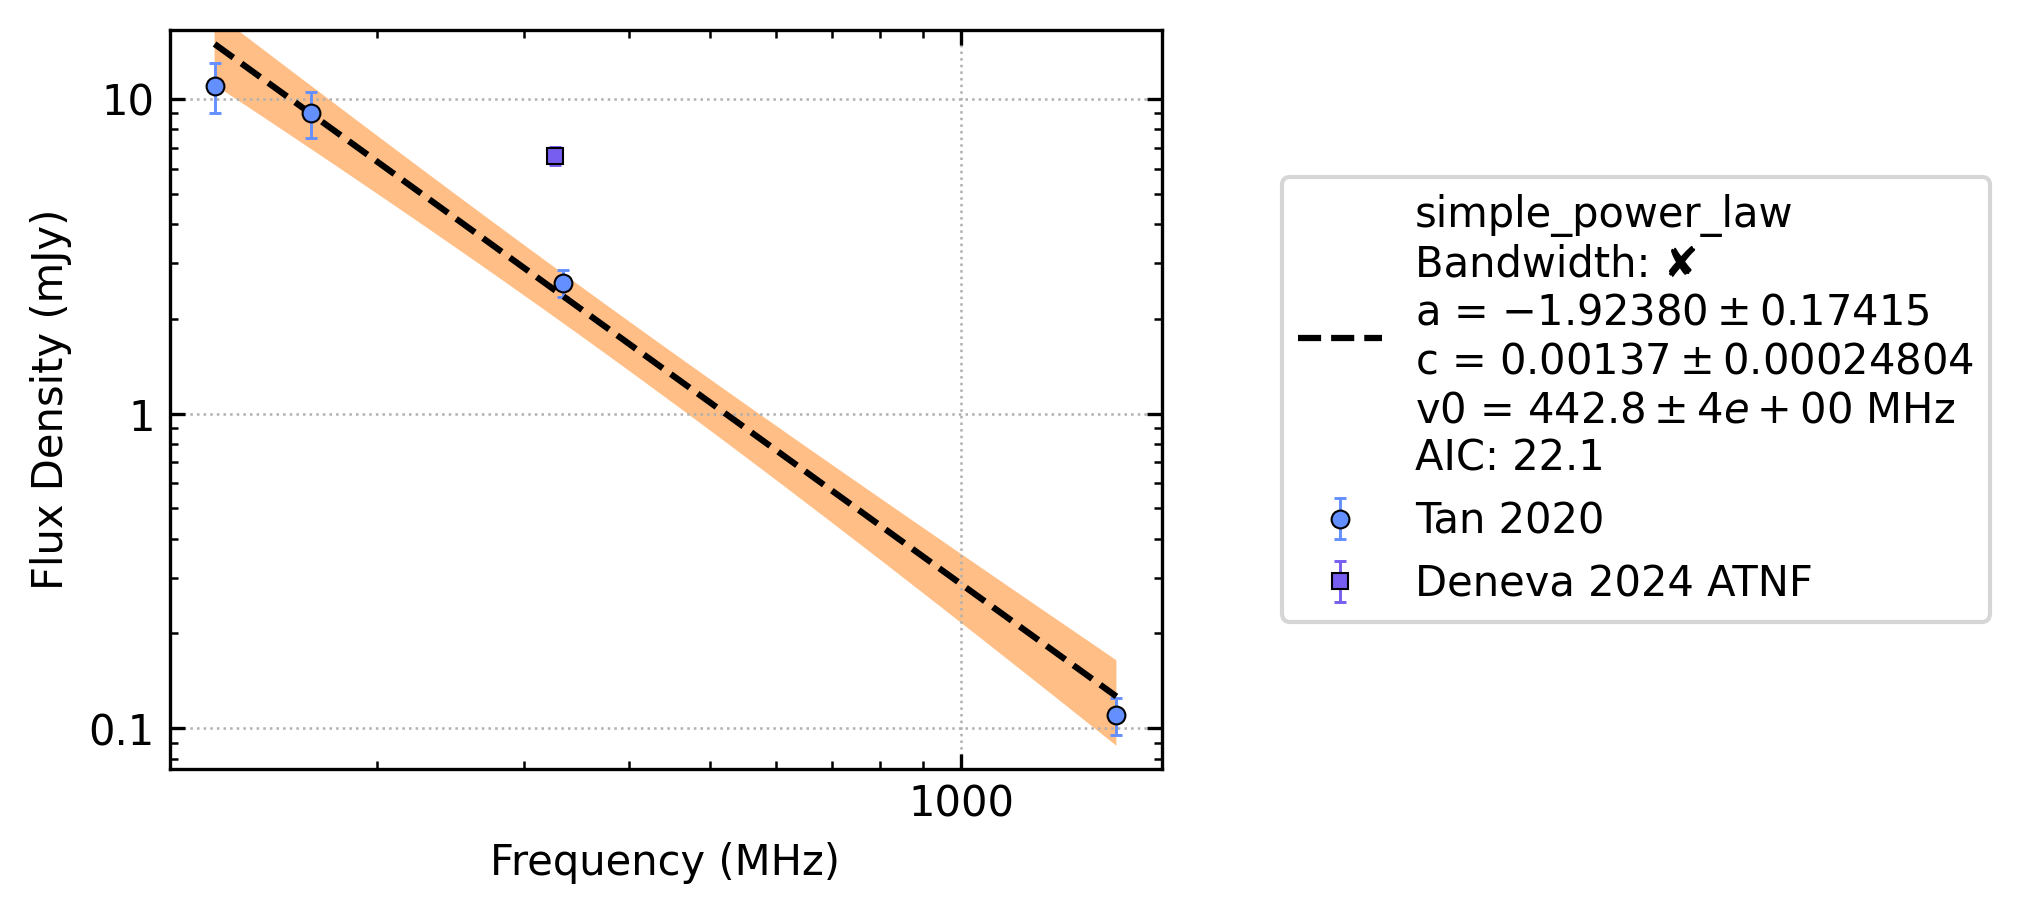 10
1
0.1
1000
Flux Density (mJy)
Frequency (MHz)
simple_power_law
Bandwidth: ✘
a = −1.92380 ± 0.17415
c = 0.00137 ± 0.00024804
v0 = 442.8 ± 4e + 00 MHz
AIC: 22.1
Tan 2020
Deneva 2024 ATNF